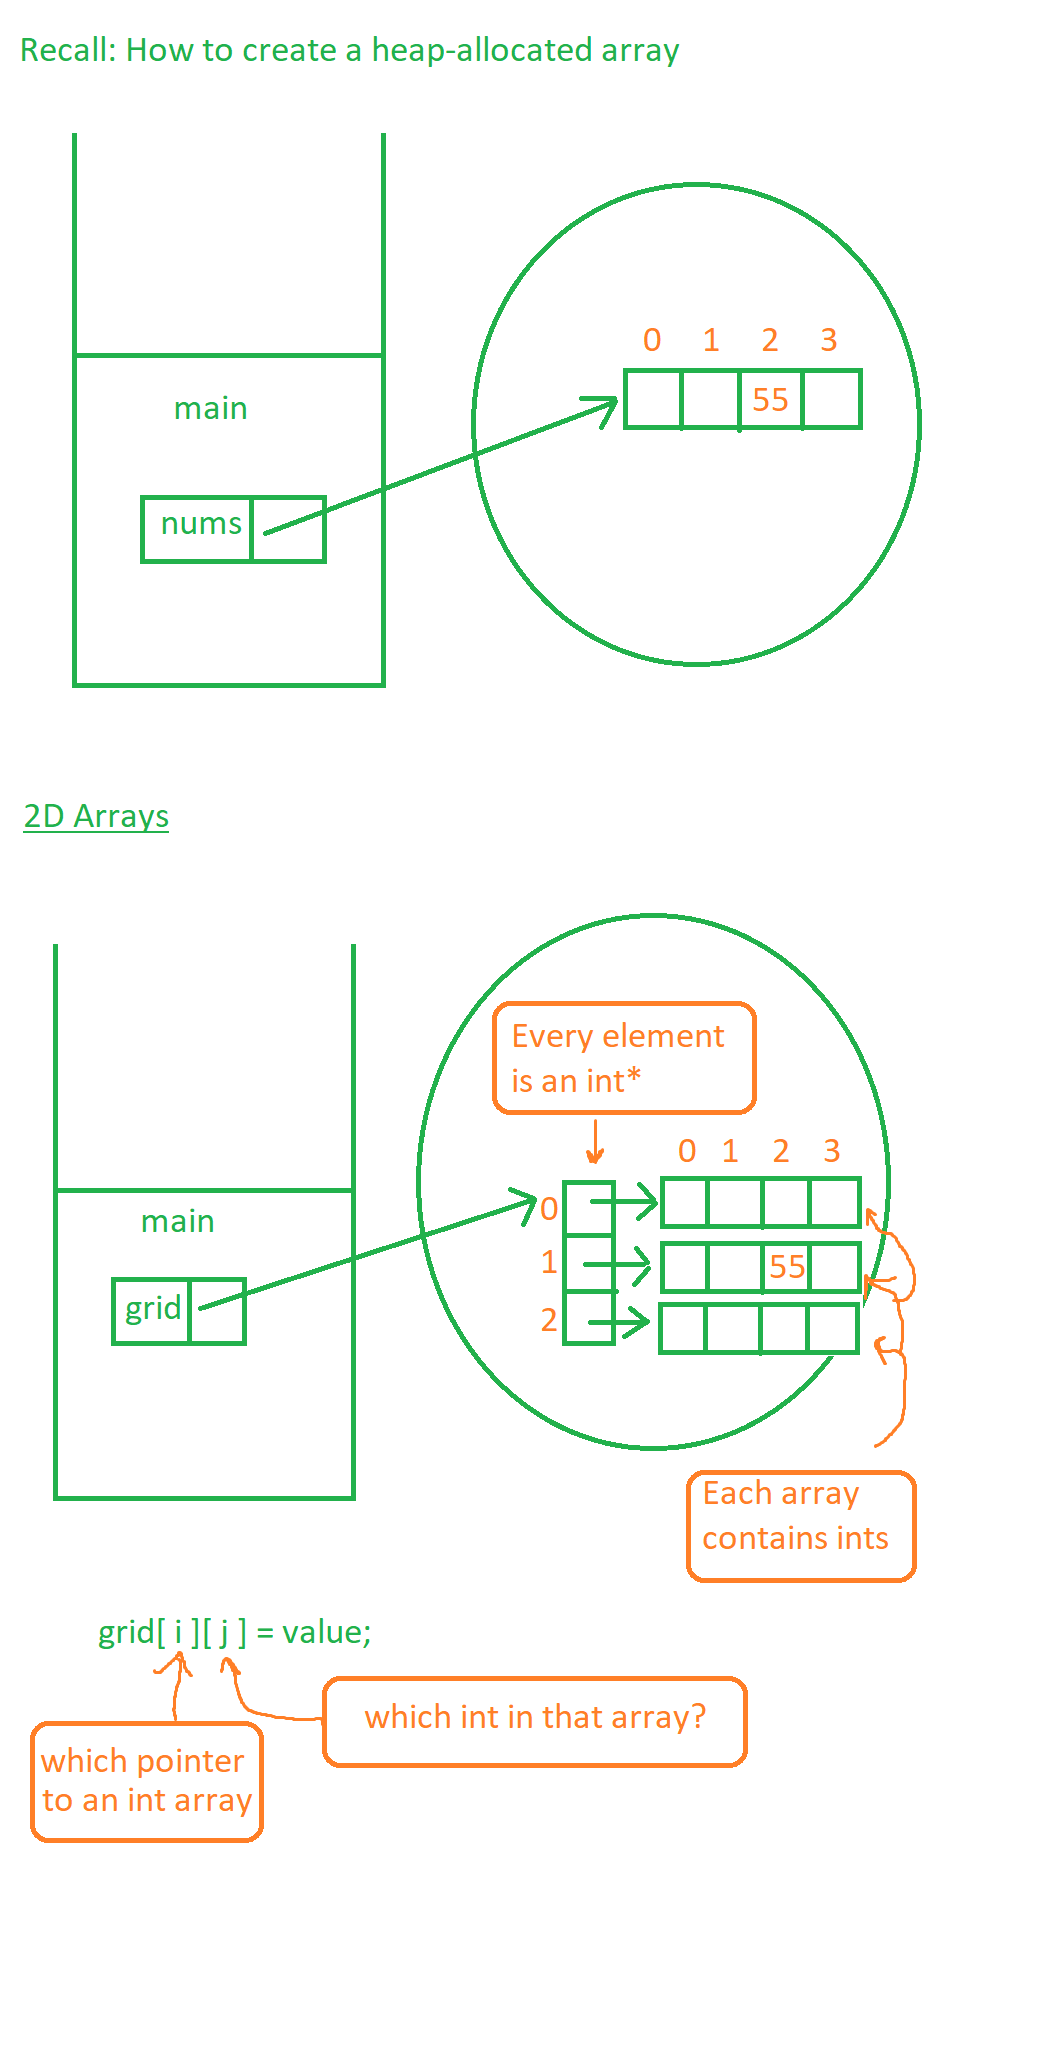 Recall: How to create a heap-allocated array
0 1 2 3
55
main
nums
2D Arrays
Every element
is an int*
0 1 2 3
0
1
55
2
main
grid
Each array
contains ints
grid[ i ][ j ] = value;
which int in that array?
which pointer
to an int array